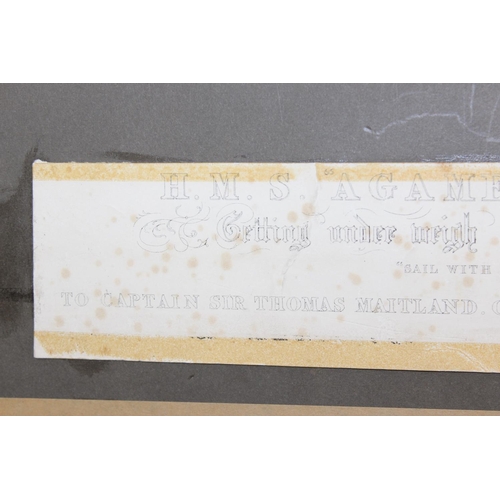 H.M.S. "AGAME
Getting under weigh
"SAIL WITH
TO CAPTAIN SIR THOMAS MAITLAND C